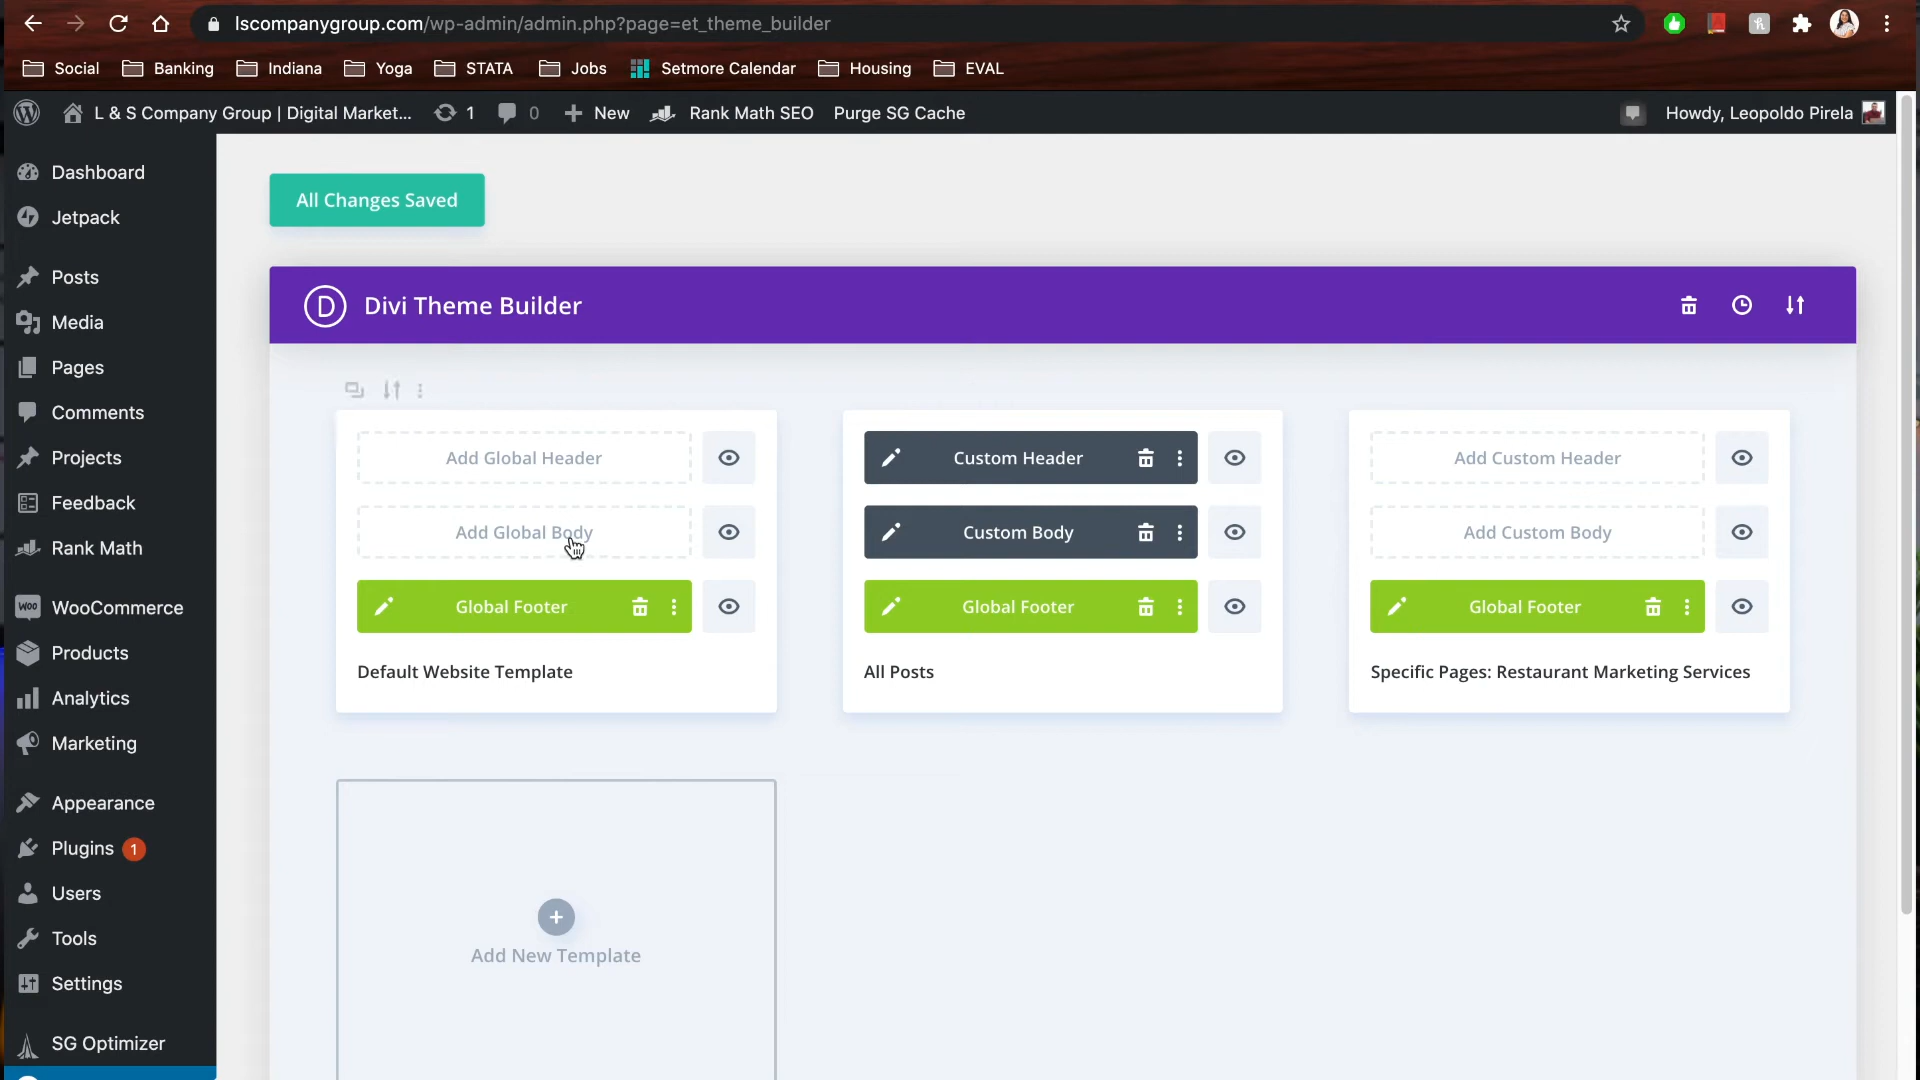 lscompanygroup.com/wp-admin/admin.php?page=et_theme_builder
Social Banking Indiana Yoga STATA Jobs Setmore Calendar Housing EVAL
L & S Company Group | Digital Market... 1 0 New Rank Math SEO Purge SG Cache Howdy, Leopoldo Pirela
Dashboard
Jetpack
Posts
Media
Pages
Comments
Projects
Feedback
Rank Math
WOO WooCommerce
Products
Analytics
Marketing
Appearance
Plugins 1
Users
Tools
Settings
SG Optimizer
All Changes Saved
D Divi Theme Builder
Add Global Header
Add Global Body
Global Footer
Default Website Template
Custom Header
Custom Body
Global Footer
All Posts
Add Custom Header
Add Custom Body
Global Footer
Specific Pages: Restaurant Marketing Services
Add New Template